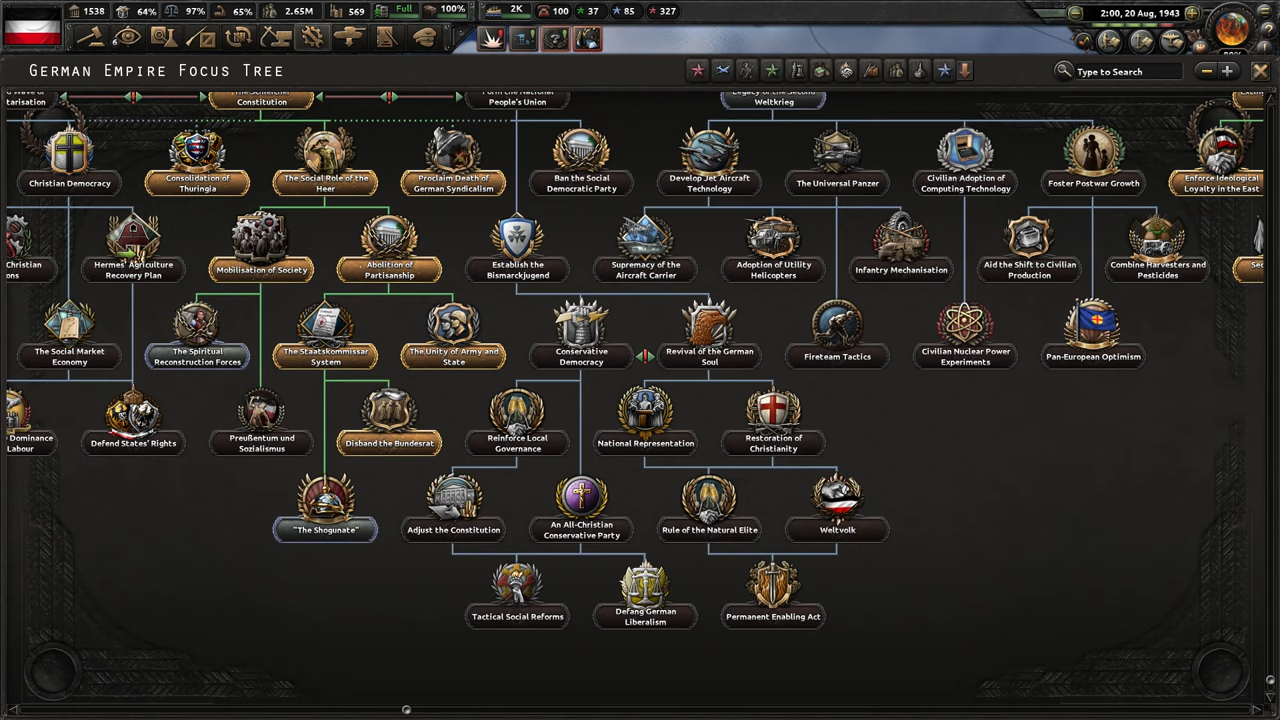 1538 64% 97% 65% 2.65M 569 Full 100% 2K 100 37 85 327 2:00, 20 Aug, 1943
German Empire Focus Tree
Type to Search
Constitution
People's Union
Legacy of the Second
Weltkrieg
Christian Democracy
Consolidation of
Thuringia
The Social Role of the
Heer
Proclaim Death of
German Syndicalism
Ban the Social
Democratic Party
Develop Jet Aircraft
Technology
The Universal Panzer
Civilian Adoption of
Computing Technology
Foster Postwar Growth
Enforce Ideological
Loyalty in the East
Christian
ons
Hermes' Agriculture
Recovery Plan
Mobilisation of Society
Abolition of
Partisanship
Establish the
Bismarckjugend
Supremacy of the
Aircraft Carrier
Adoption of Utility
Helicopters
Infantry Mechanisation
Aid the Shift to Civilian
Production
Combine Harvesters and
Pesticides
Sec
The Social Market
Economy
The Spiritual
Reconstruction Forces
The Staatskommissar
System
The Unity of Army and
State
Conservative
Democracy
Revival of the German
Soul
Fireteam Tactics
Civilian Nuclear Power
Experiments
Pan-European Optimism
Dominance
Labour
Defend States' Rights
Preußentum und
Sozialismus
Disband the Bundesrat
Reinforce Local
Governance
National Representation
Restoration of
Christianity
"The Shogunate"
Adjust the Constitution
An All-Christian
Conservative Party
Rule of the Natural Elite
Weltvolk
Tactical Social Reforms
Defang German
Liberalism
Permanent Enabling Act